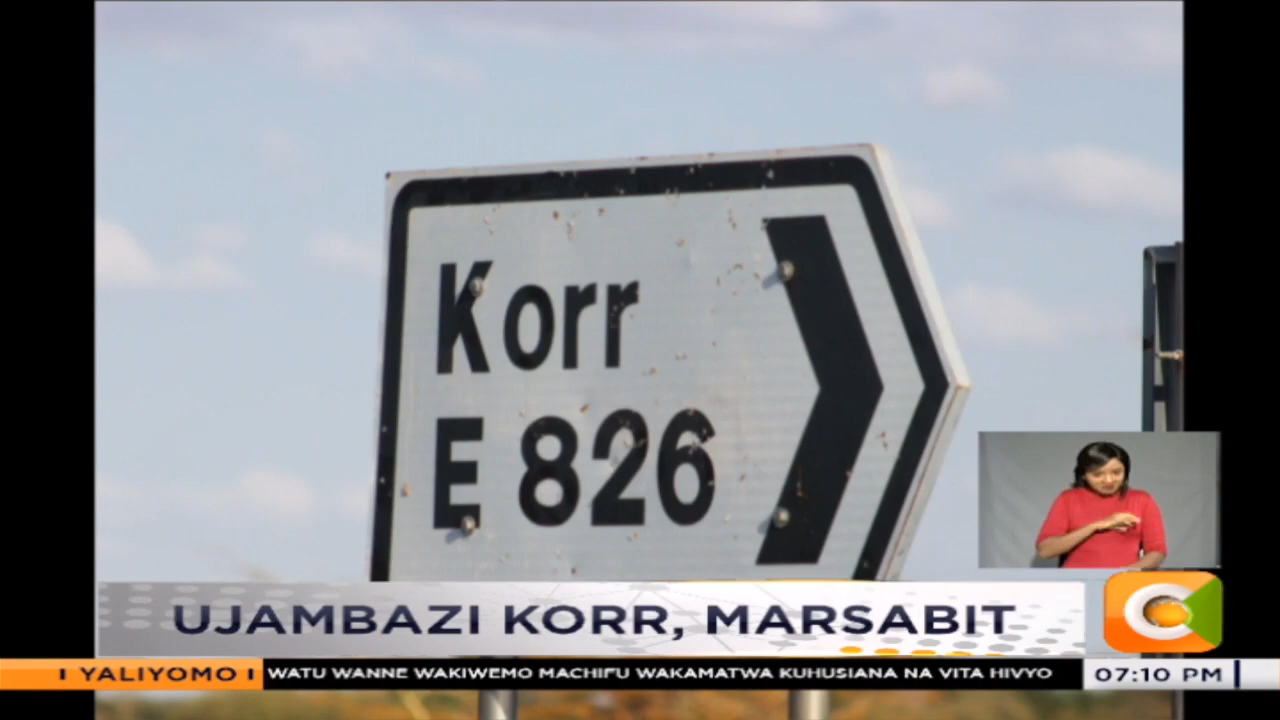 Korr
E 826
UJAMBAZI KORR, MARSABIT
YALIYOMO
WATU WANNE WAKIWEMO MACHIFU WAKAMATWA KUHUSIANA NA VITA HIVYO
07:10 PM